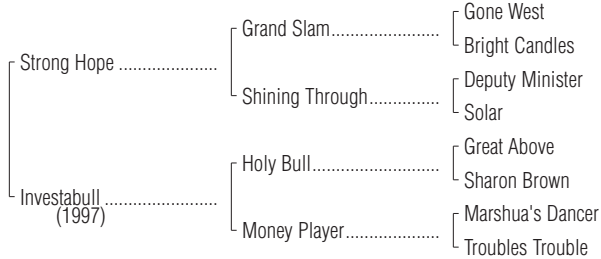 Gone West
Grand Slam......................
Bright Candles
Strong Hope ....................
Deputy Minister
Shining Through..............
Solar
Great Above
Holy Bull.........................
Sharon Brown
Investabull .......................
(1997)
Marshua's Dancer
Money Player...................
Troubles Trouble